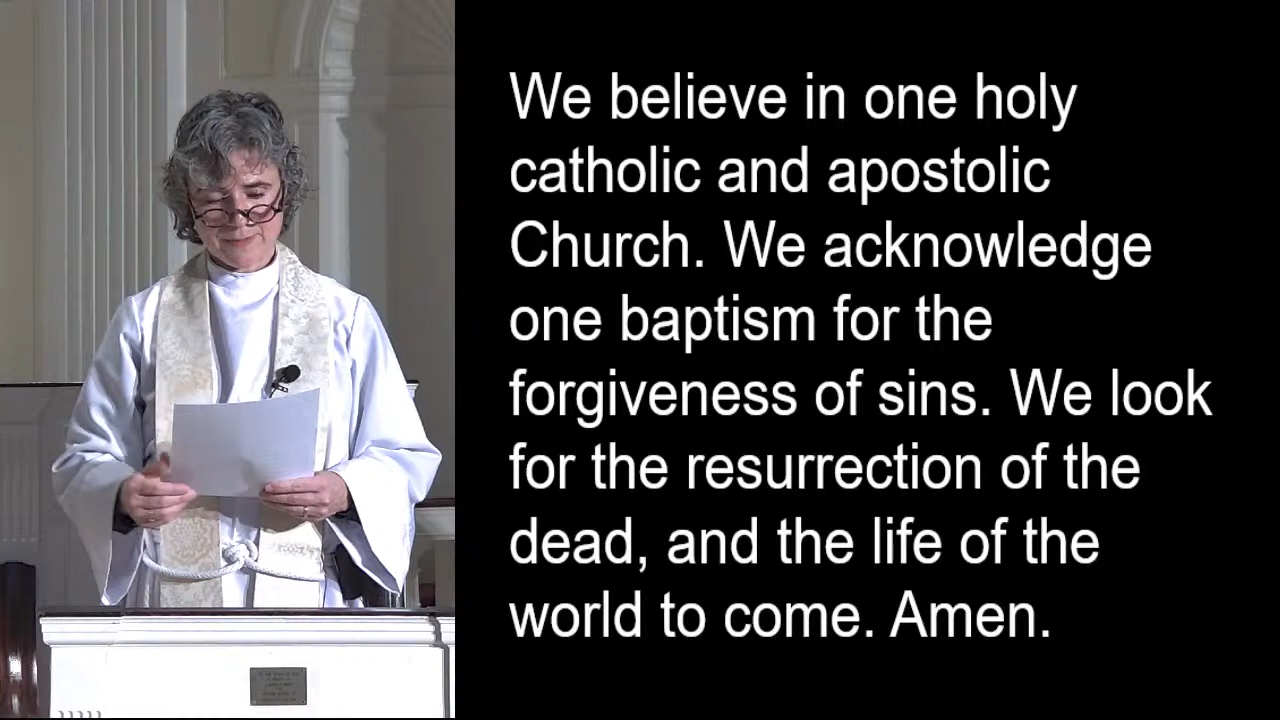 We believe in one holy
catholic and apostolic
Church. We acknowledge
one baptism for the
forgiveness of sins. We look
for the resurrection of the
dead, and the life of the
world to come. Amen.